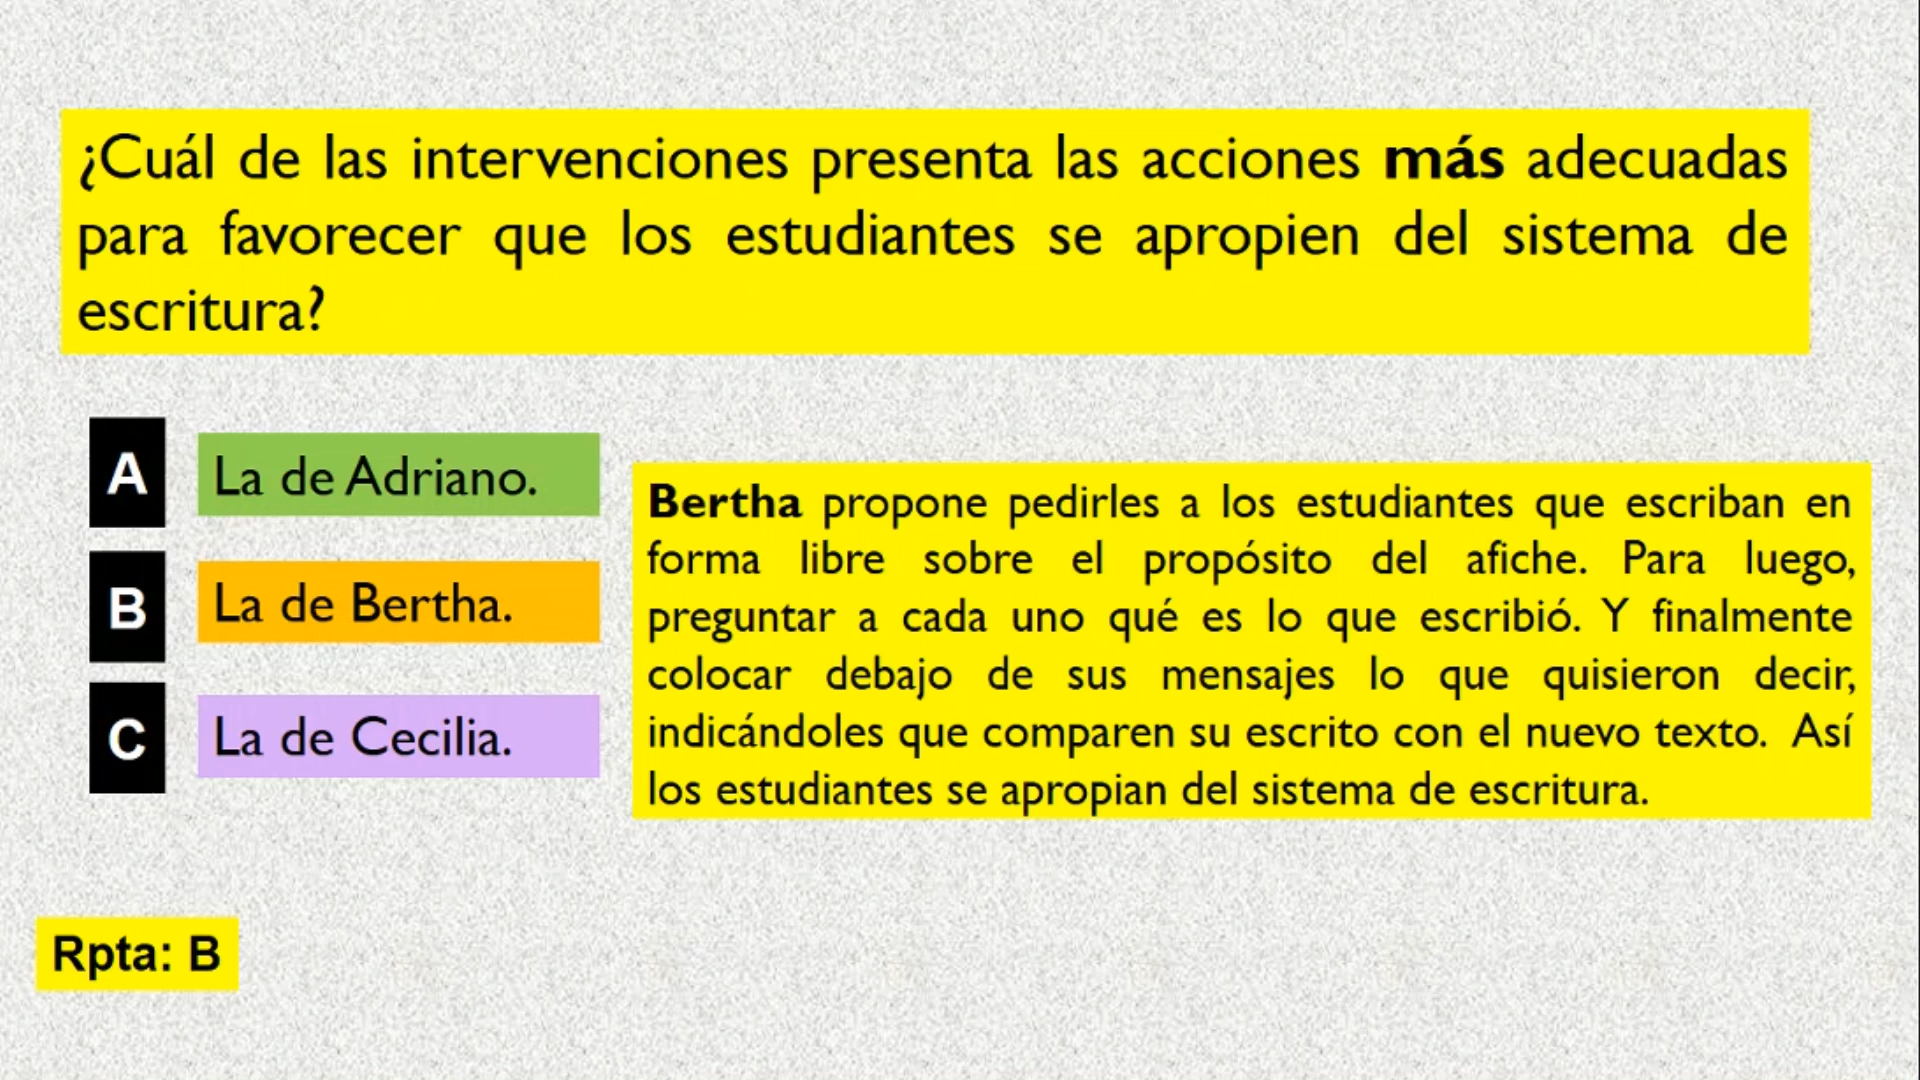 ¿Cuál de las intervenciones presenta las acciones más adecuadas
para favorecer que los estudiantes se apropien del sistema de
escritura?
A
La de Adriano.
B
La de Bertha.
C
La de Cecilia.
Bertha propone pedirles a los estudiantes que escriban en
forma libre sobre el propósito del afiche. Para luego,
preguntar a cada uno qué es lo que escribió. Y finalmente
colocar debajo de sus mensajes lo que quisieron decir,
indicándoles que comparen su escrito con el nuevo texto. Así
los estudiantes se apropian del sistema de escritura.
Rpta: B